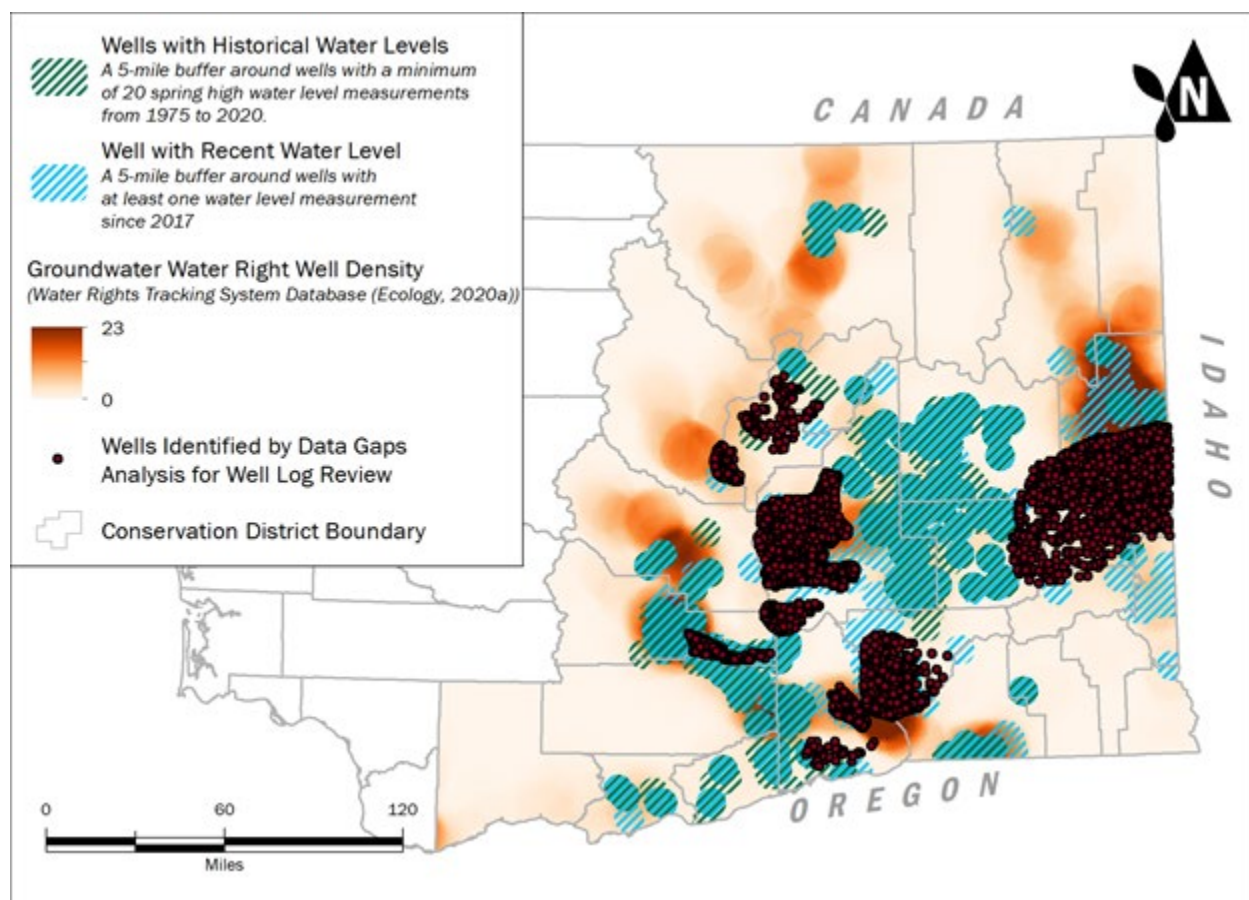 Wells with Historical Water Levels
A 5-mile buffer around wells with a minimum
of 20 spring high water level measurements
from 1975 to 2020.
Well with Recent Water Level
A 5-mile buffer around wells with
at least one water level measurement
since 2017
Groundwater Water Right Well Density
(Water Rights Tracking System Database (Ecology, 2020a))
23
0
Wells Identified by Data Gaps
Analysis for Well Log Review
Conservation District Boundary
CANADA
N
IDAHO
OREGON
0 60 120
Miles